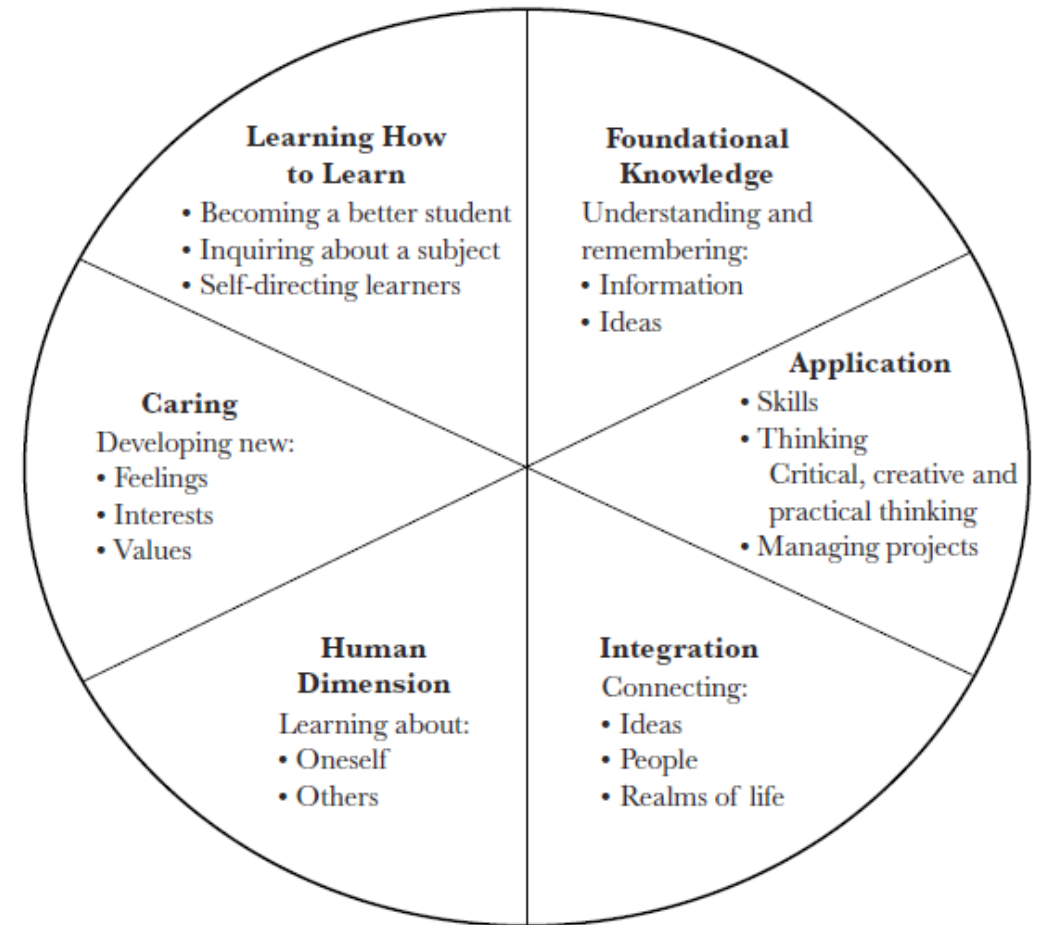 Learning How
to Learn
• Becoming a better student
• Inquiring about a subject
• Self-directing learners
Foundational
Knowledge
Understanding and
remembering:
• Information
• Ideas
Application
• Skills
• Thinking
Critical, creative and
practical thinking
• Managing projects
Caring
Developing new:
• Feelings
• Interests
• Values
Human
Dimension
Learning about:
• Oneself
• Others
Integration
Connecting:
• Ideas
• People
• Realms of life